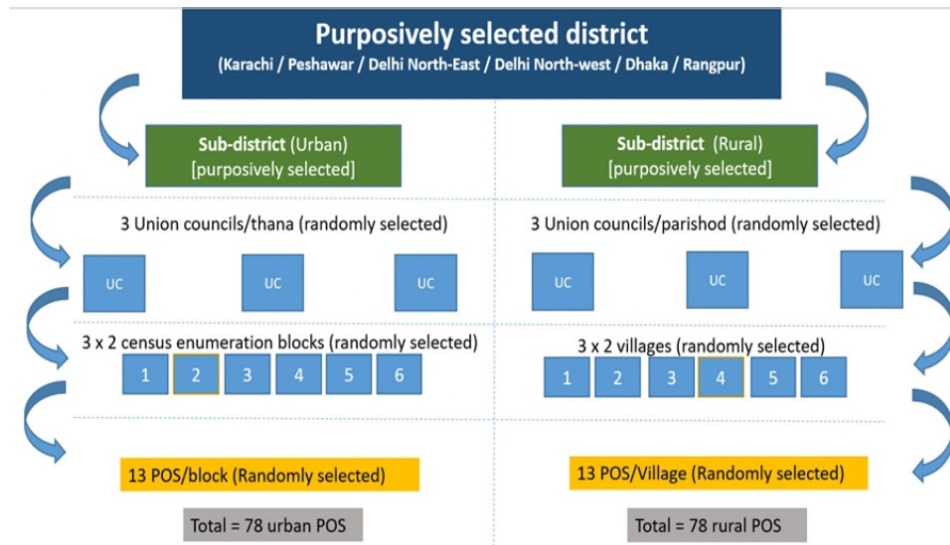 Purposively selected district
(Karachi / Peshawar / Delhi North-East / Delhi North-west / Dhaka / Rangpur)
Sub-district (Urban)
[purposively selected]
Sub-district (Rural)
[purposively selected]
3 Union councils/thana (randomly selected)
3 Union councils/parishod (randomly selected)
UC
UC
UC
UC
UC
UC
3 x 2 census enumeration blocks (randomly selected)
3 x 2 villages (randomly selected)
1 2 3 4 5 6
1 2 3 4 5 6
13 POS/block (Randomly selected)
13 POS/Village (Randomly selected)
Total = 78 urban POS
Total = 78 rural POS